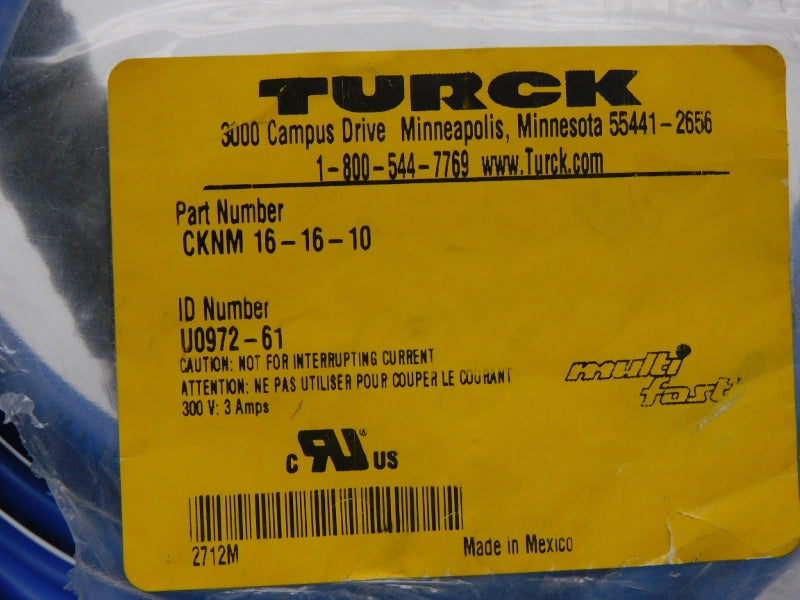 TURCK
3000 Campus Drive Minneapolis, Minnesota 55441-2656
1-800-544-7769 www.Turck.com
Part Number
CKNM 16-16-10
ID Number
U0972-61
CAUTION: NOT FOR INTERRUPTING CURRENT
ATTENTION: NE PAS UTILISER POUR COUPER LE COURANT
300 V: 3 Amps
multi
fast
c RU® US
2712M
Made in Mexico